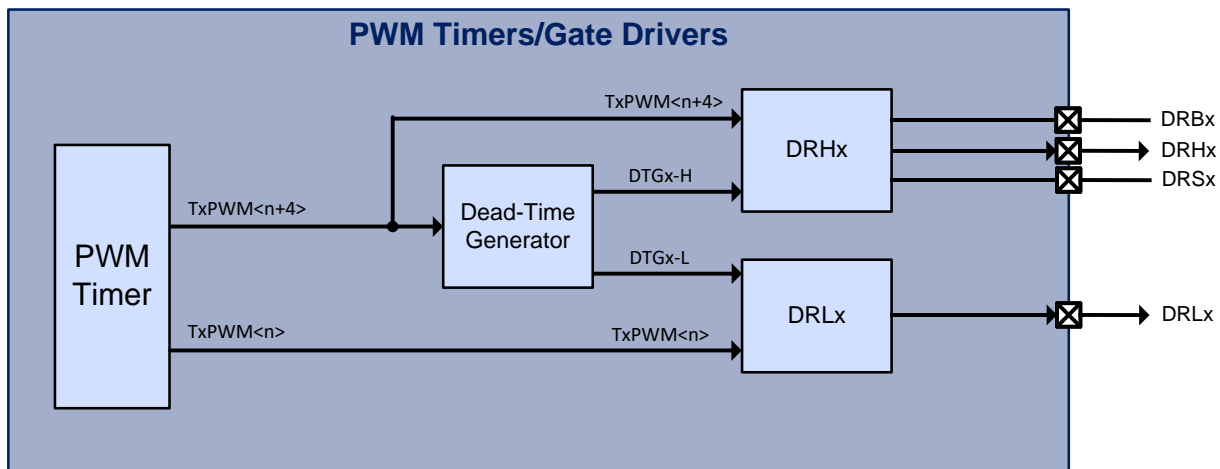 PWM Timers/Gate Drivers
TxPWM<n+4>
DRHx
DRBx
DRHx
DRSx
DTGx-H
TxPWM<n+4>
Dead-Time
Generator
PWM
Timer
DTGx-L
DRLx
DRLx
TxPWM<n>
TxPWM<n>